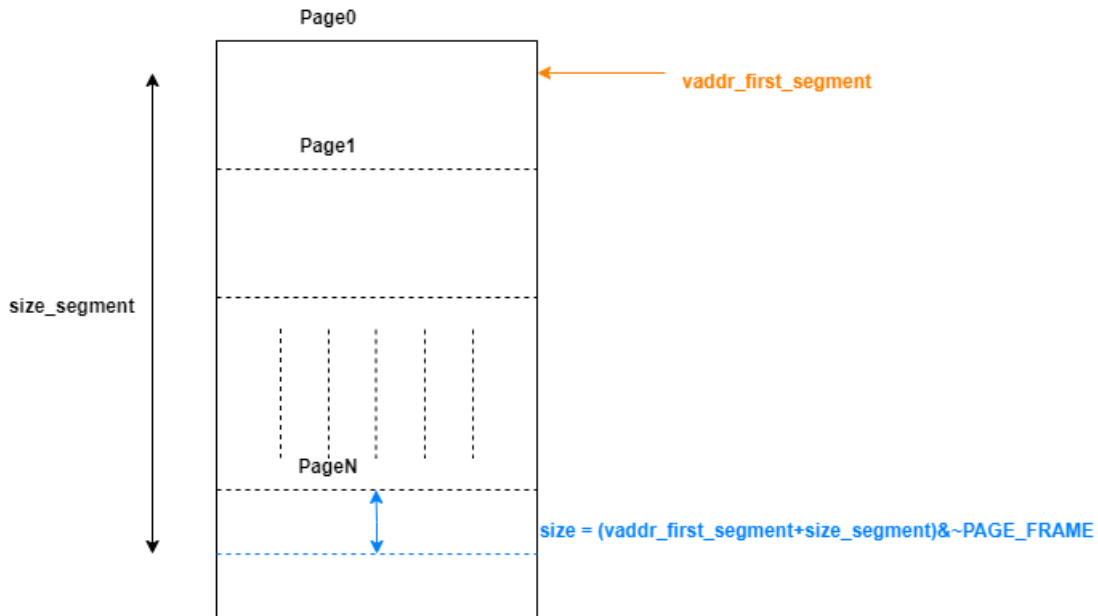 Page0
vaddr_first_segment
Page1
size_segment
PageN
size = (vaddr_first_segment+size_segment)&~PAGE_FRAME